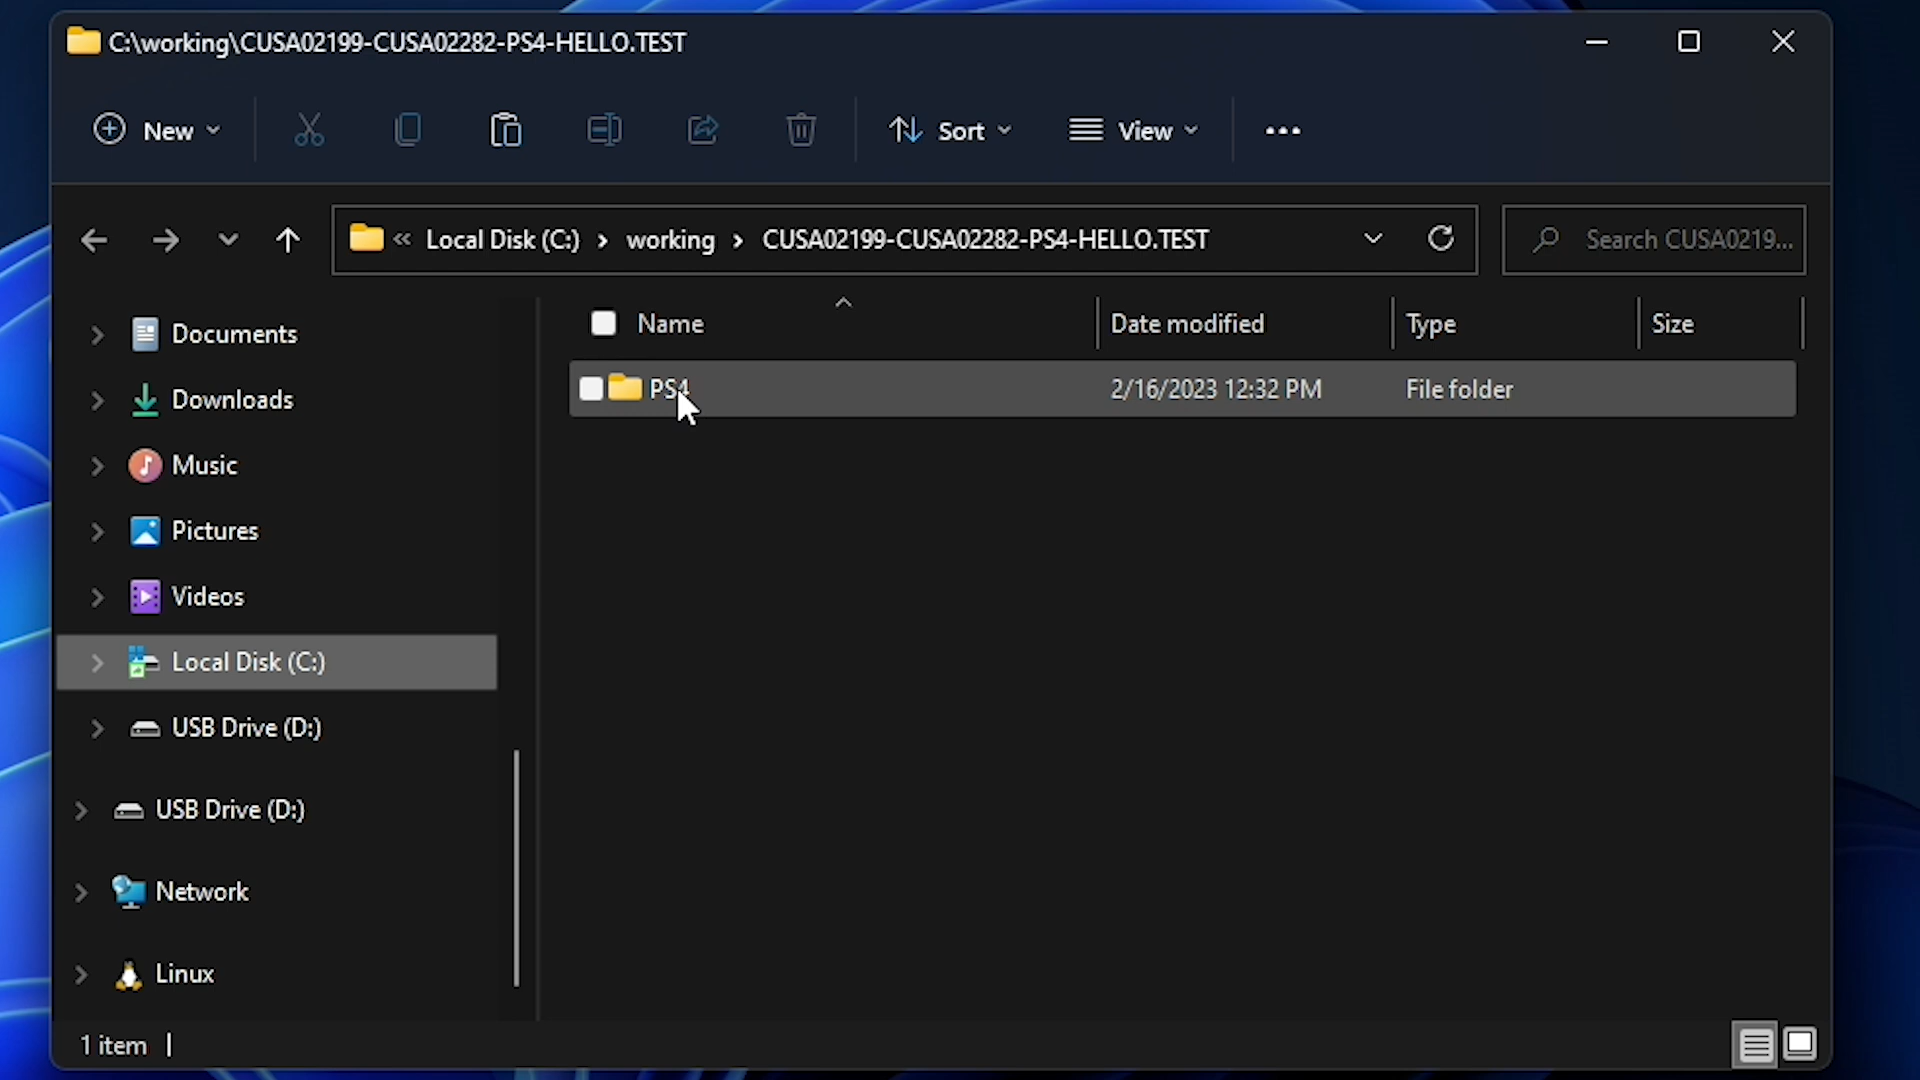 C:\working\CUSA02199-CUSA02282-PS4-HELLO.TEST
New
Sort
View
Local Disk (C:) working CUSA02199-CUSA02282-PS4-HELLO.TEST
Search CUSA0219...
Name Date modified Type Size
PS4 2/16/2023 12:32 PM File folder
Documents
Downloads
Music
Pictures
Videos
Local Disk (C:)
USB Drive (D:)
USB Drive (D:)
Network
Linux
1 item